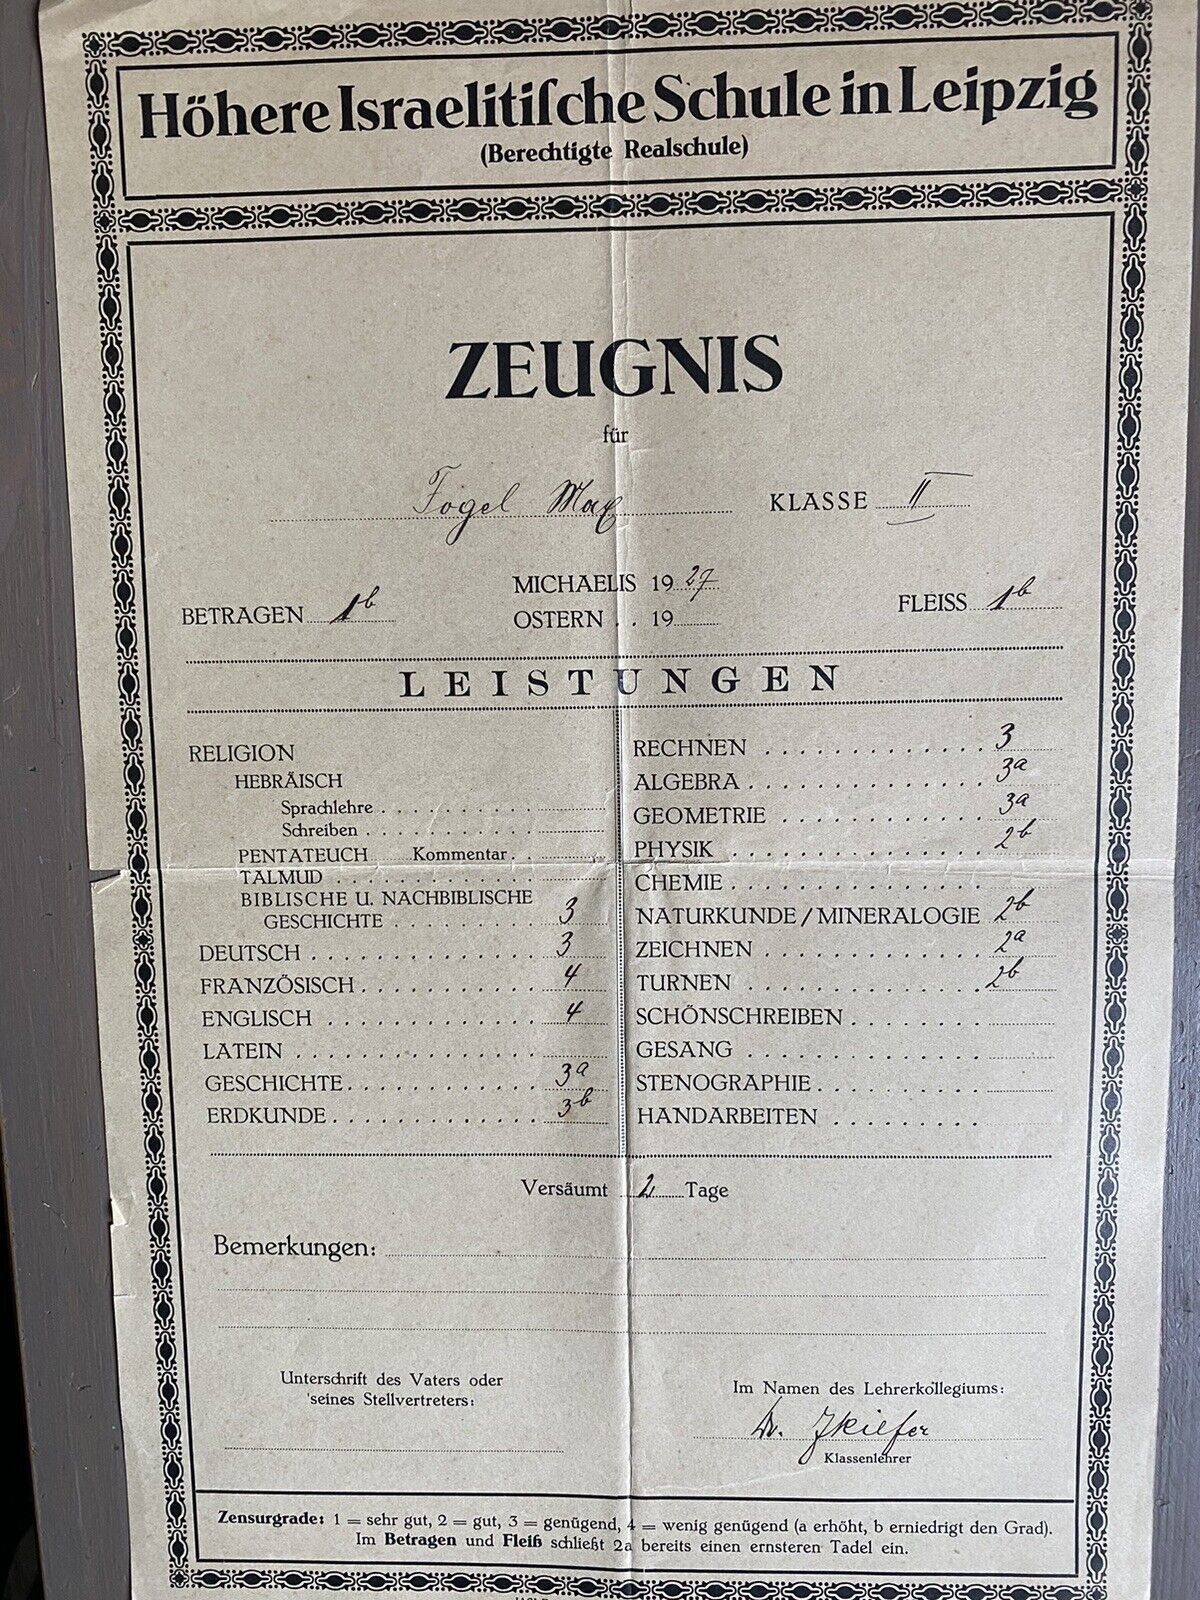 Höhere Israelitiſche Schule in Leipzig
(Berechtigte Realschule)
ZEUGNIS
für
Fogel Max KLASSE II
BETRAGEN 1b MICHAELIS 1927 FLEISS 1b
OSTERN . . 19
LEISTUNGEN
RELIGION
HEBRÄISCH
Sprachlehre
Schreiben
PENTATEUCH Kommentar
TALMUD
BIBLISCHE U. NACHBIBLISCHE
GESCHICHTE 3
DEUTSCH 3
FRANZÖSISCH 4
ENGLISCH 4
LATEIN
GESCHICHTE 3a
ERDKUNDE 3b
RECHNEN 3
ALGEBRA 3a
GEOMETRIE 3a
PHYSIK 2b
CHEMIE
NATURKUNDE/MINERALOGIE 2b
ZEICHNEN 2a
TURNEN 2b
SCHÖNSCHREIBEN
GESANG
STENOGRAPHIE
HANDARBEITEN
Versäumt 2 Tage
Bemerkungen:
Unterschrift des Vaters oder
seines Stellvertreters:
Im Namen des Lehrerkollegiums:
Dr.
Klassenlehrer
Zensurgrade: 1 = sehr gut, 2 = gut, 3 = genügend, 4 = wenig genügend (a erhöht, b erniedrigt den Grad).
Im Betragen und Fleiß schließt 2a bereits einen ernsteren Tadel ein.